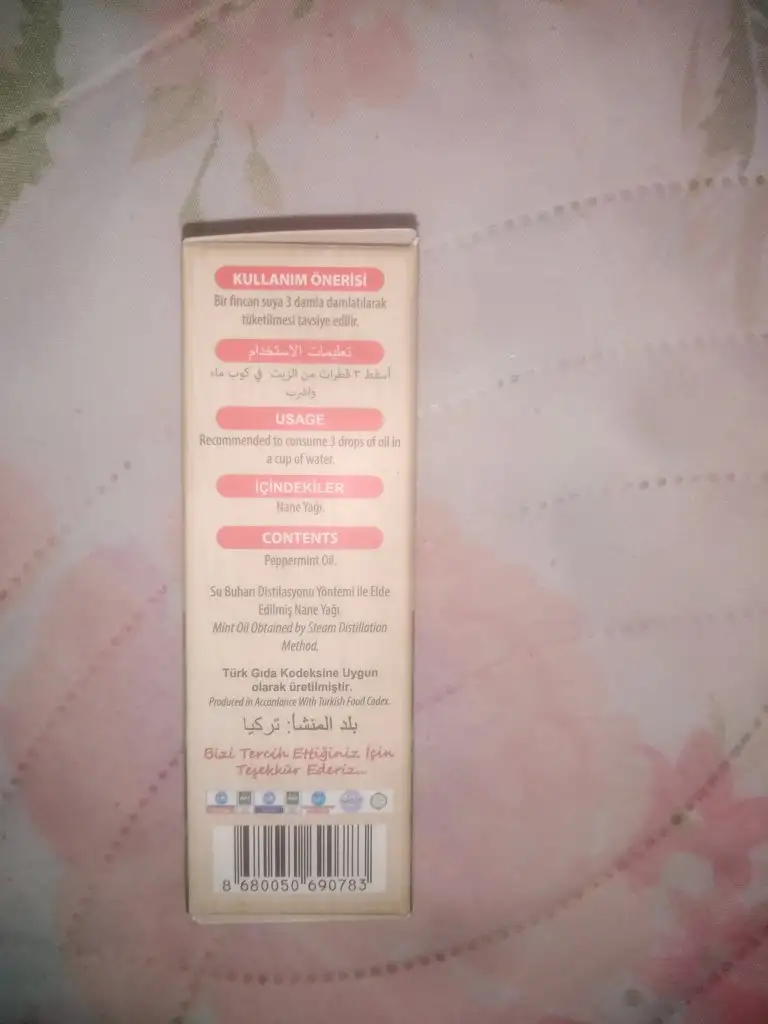 KULLANIM ÖNERİSİ
Bir fincan suya 3 damla damlatılarak
tüketilmesi tavsiye edilir.
تعليمات الاستخدام
أسقط ٣ قطرات من الزيت في كوب ماء
واشرب
USAGE
Recommended to consume 3 drops of oil in
a cup of water.
İÇİNDEKİLER
Nane Yağı.
CONTENTS
Peppermint Oil.
Su Buharı Distilasyonu Yöntemi ile Elde
Edilmiş Nane Yağı
Mint Oil Obtained by Steam Distillation
Method.
Türk Gıda Kodeksine Uygun
olarak üretilmiştir.
Produced in Accordance With Turkish Food Codex.
بلد المنشأ: تركيا
Bizi Tercih Ettiğiniz İçin
Teşekkür Ederiz...
8 680050 690783